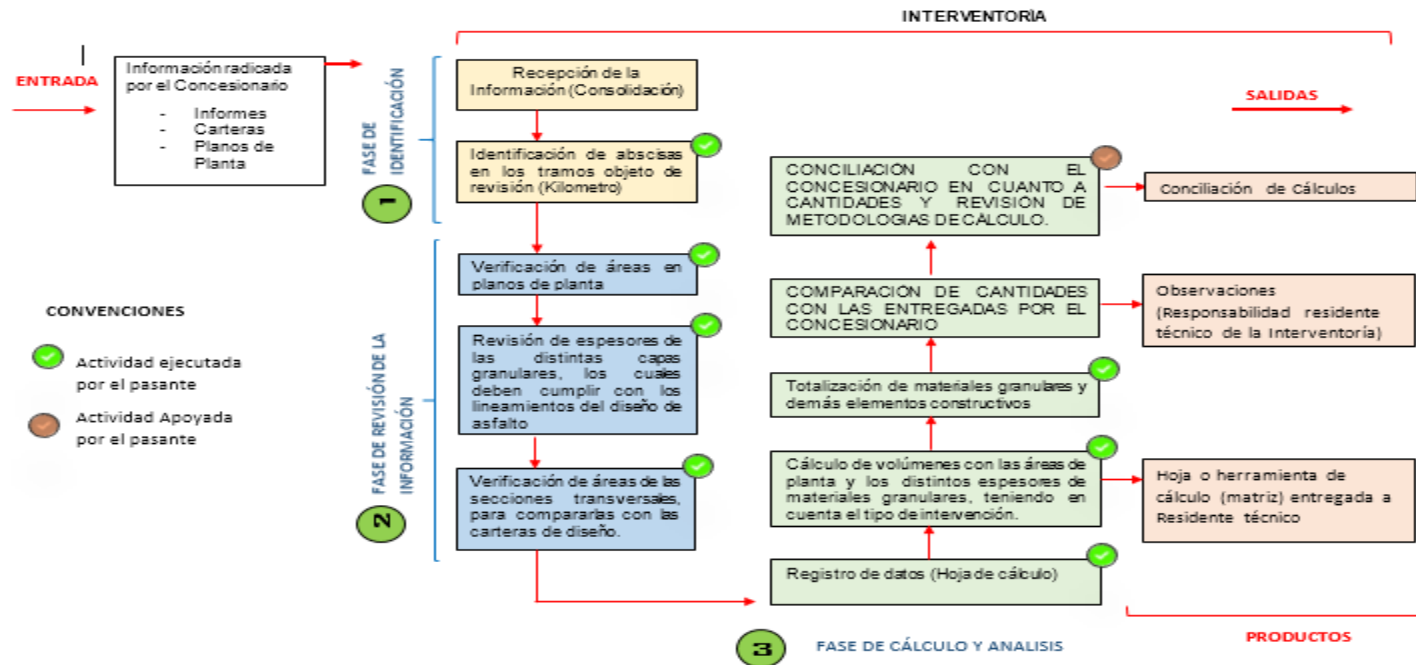 INTERVENTORÍA
ENTRADA
Información radicada
por el Concesionario
- Informes
- Carteras
- Planos de
Planta
FASE DE
IDENTIFICACIÓN
1
Recepción de la
Información (Consolidación)
Identificación de abscisas
en los tramos objeto de
revisión (Kilometro)
FASE DE REVISIÓN DE LA
INFORMACIÓN
2
Verificación de áreas en
planos de planta
Revisión de espesores de
las distintas capas
granulares, los cuales
deben cumplir con los
lineamientos del diseño de
asfalto
Verificación de áreas de las
secciones transversales,
para compararlas con las
carteras de diseño.
CONVENCIONES
Actividad ejecutada
por el pasante
Actividad Apoyada
por el pasante
SALIDAS
CONCILIACIÓN CON EL
CONCESIONARIO EN CUANTO A
CANTIDADES Y REVISIÓN DE
METODOLOGIAS DE CÁLCULO.
Conciliación de Cálculos
COMPARACIÓN DE CANTIDADES
CON LAS ENTREGADAS POR EL
CONCESIONARIO
Observaciones
(Responsabilidad residente
técnico de la Interventoría)
Totalización de materiales granulares y
demás elementos constructivos
Cálculo de volúmenes con las áreas de
planta y los distintos espesores de
materiales granulares, teniendo en
cuenta el tipo de intervención.
Hoja o herramienta de
cálculo (matriz) entregada a
Residente técnico
Registro de datos (Hoja de cálculo)
3
FASE DE CÁLCULO Y ANALISIS
PRODUCTOS